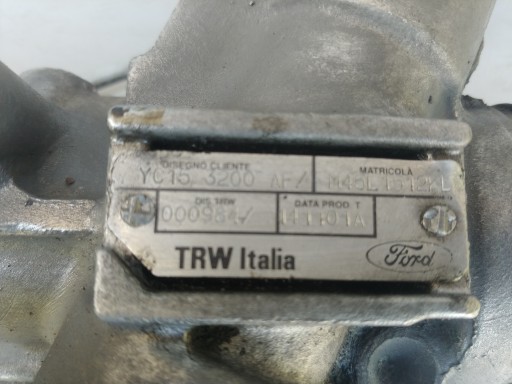 DISEGNO CLIENTE MATRICOLA
YC15 3200 AF/
DIS. TRW DATA PROD. T
000984/
TRW Italia Ford